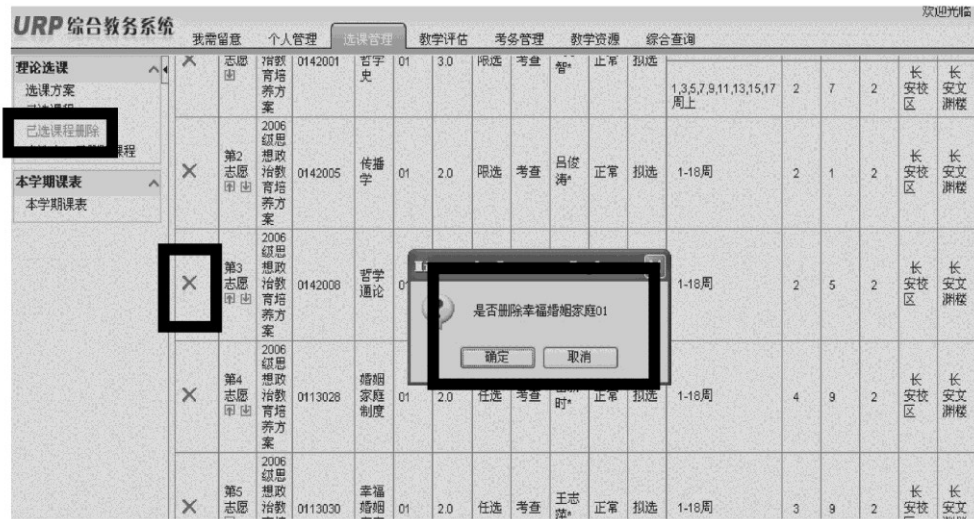 欢迎光临
URP 综合教务系统
我需留意 个人管理 选课管理 教学评估 考务管理 教学资源 综合查询
理论选课
选课方案
已选课程删除
课程
本学期课表
本学期课表
志愿 治教育培养方案 0142001 哲学史 01 3.0 限选 考查 智* 正常 拟选
1,3,5,7,9,11,13,15,17周上 2 7 2 长安校区 长安文渊楼
第2志愿 2006级思想政治教育培养方案 0142005 传播学 01 2.0 限选 考查 吕俊涛* 正常 拟选 1-18周 2 1 2 长安校区 长安文渊楼
第3志愿 2006级思想政治教育培养方案 0142008 哲学通论 1-18周 2 5 2 长安校区 长安文渊楼
是否删除幸福婚姻家庭01
确定 取消
第4志愿 2006级思想政治教育培养方案 0113028 婚姻家庭制度 01 2.0 任选 考查 时* 正常 拟选 1-18周 4 9 2 长安校区 长安文渊楼
第5志愿 2006级思想政治教 0113030 幸福婚姻 01 2.0 任选 考查 王志萍* 正常 拟选 1-18周 3 9 2 长安校 长安文